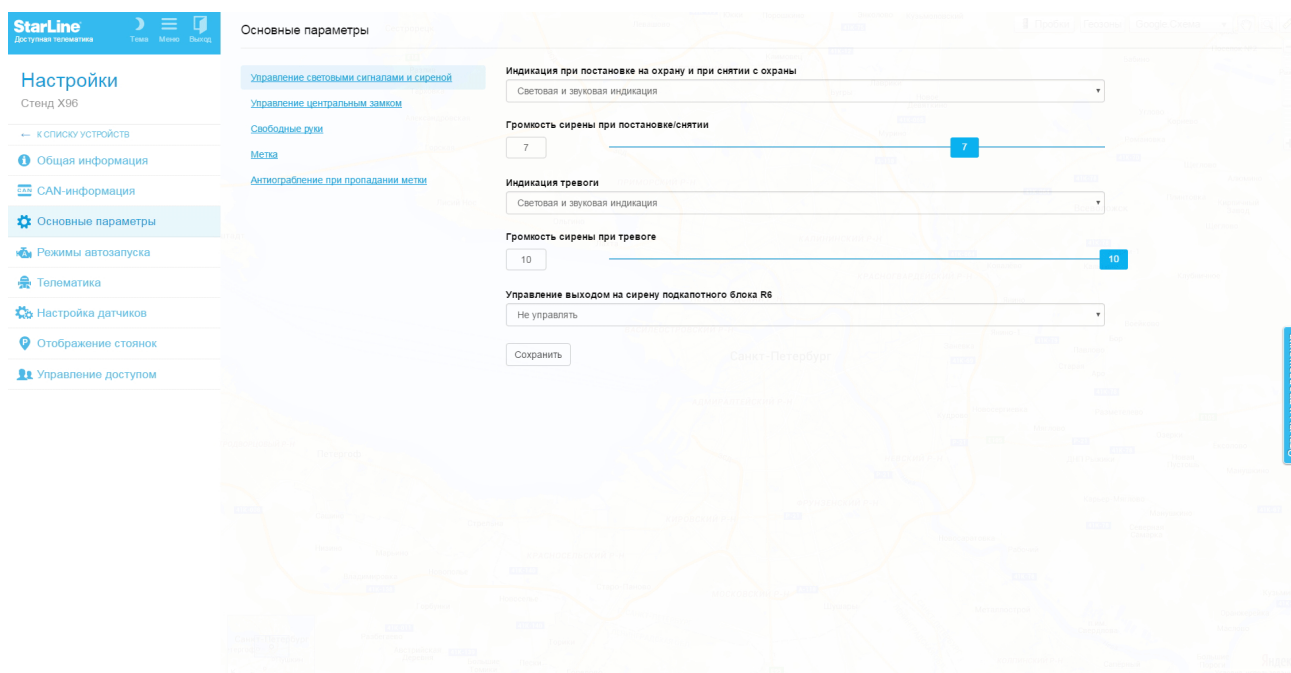 StarLine
Доступная телематика
Тема Меню Выход
Основные параметры
Настройки
Стенд X96
← К СПИСКУ УСТРОЙСТВ
Общая информация
CAN
CAN-информация
Основные параметры
Режимы автозапуска
Телематика
Настройка датчиков
Отображение стоянок
Управление доступом
Управление световыми сигналами и сиреной
Управление центральным замком
Свободные руки
Метка
Антиограбление при пропадании метки
Индикация при постановке на охрану и при снятии с охраны
Световая и звуковая индикация
Громкость сирены при постановке/снятии
7
7
Индикация тревоги
Световая и звуковая индикация
Громкость сирены при тревоге
10
10
Управление выходом на сирену подкапотного блока R6
Не управлять
Сохранить
Санкт-Петербург